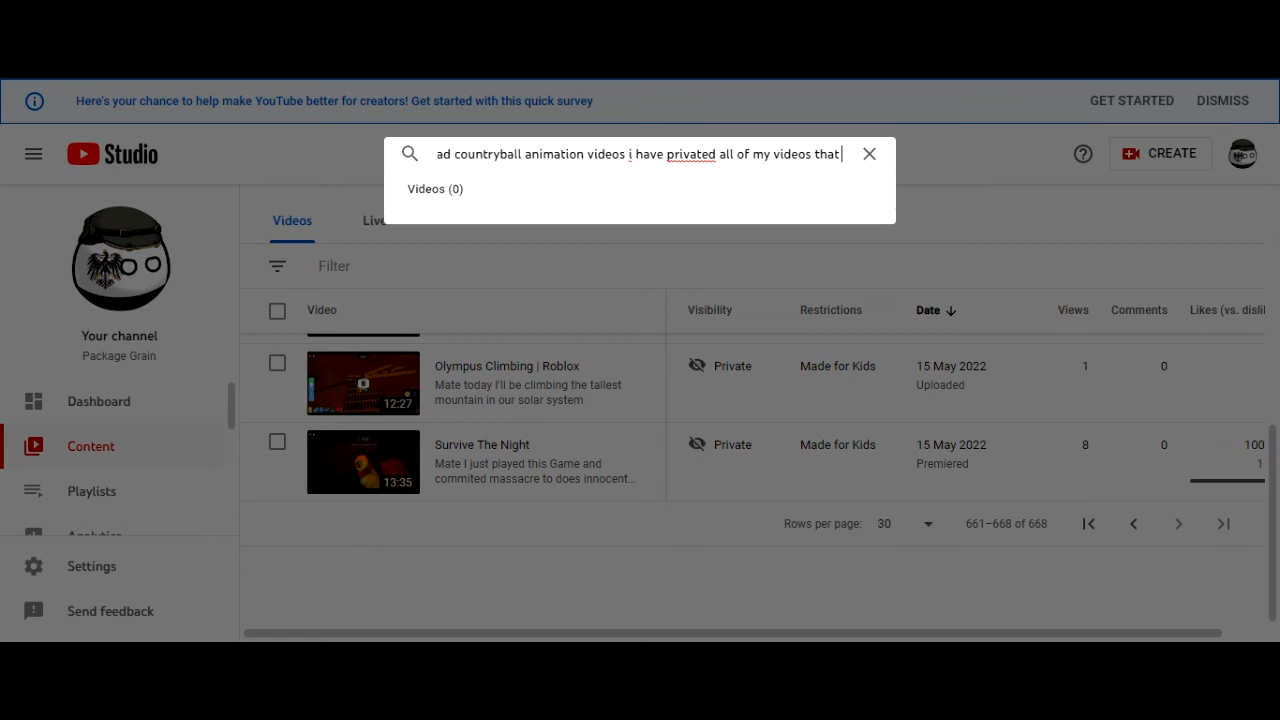 Here's your chance to help make YouTube better for creators! Get started with this quick survey
GET STARTED
DISMISS
Studio
ad countryball animation videos i have privated all of my videos that
CREATE
Videos (0)
Your channel
Package Grain
Dashboard
Content
Playlists
Analytics
Settings
Send feedback
Videos
Live
Filter
Video
Visibility
Restrictions
Date
Views
Comments
Likes (vs. disli
12:27
Olympus Climbing | Roblox
Mate today I'll be climbing the tallest
mountain in our solar system
Private
Made for Kids
15 May 2022
Uploaded
1
0
13:35
Survive The Night
Mate I just played this Game and
commited massacre to does innocent...
Private
Made for Kids
15 May 2022
Premiered
8
0
100
1
Rows per page:
30
661–668 of 668